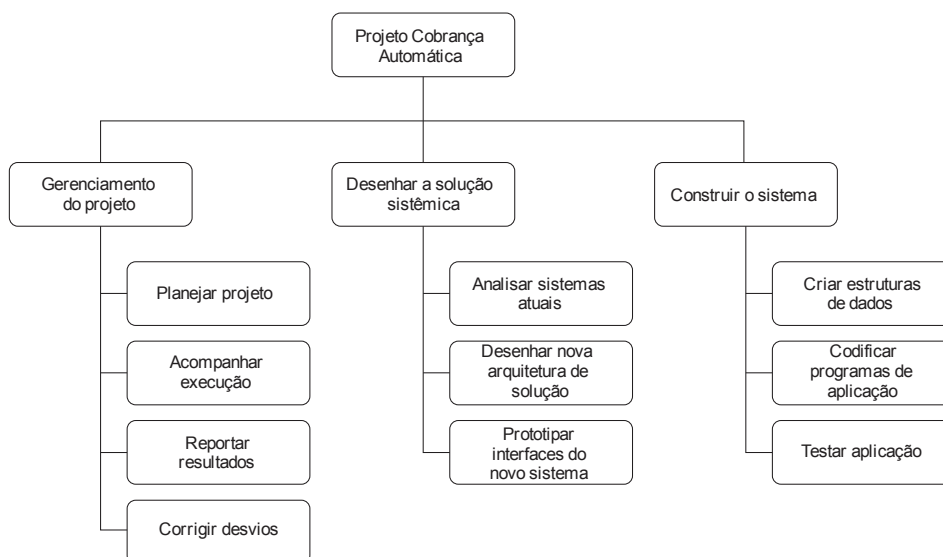 Projeto Cobrança
Automática
Gerenciamento
do projeto
Desenhar a solução
sistêmica
Construir o sistema
Planejar projeto
Acompanhar
execução
Reportar
resultados
Corrigir desvios
Analisar sistemas
atuais
Desenhar nova
arquitetura de
solução
Prototipar
interfaces do
novo sistema
Criar estruturas
de dados
Codificar
programas de
aplicação
Testar aplicação